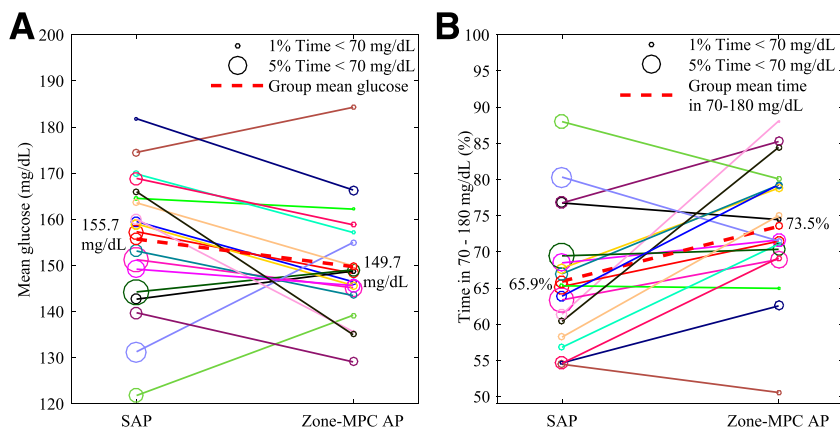 A
200
190
180
170
160
150
140
130
120
Mean glucose (mg/dL)
1% Time < 70 mg/dL
5% Time < 70 mg/dL
Group mean glucose
155.7
mg/dL
149.7
mg/dL
SAP
Zone-MPC AP
B
100
95
90
85
80
75
70
65
60
55
50
Time in 70 - 180 mg/dL (%)
1% Time < 70 mg/dL
5% Time < 70 mg/dL
Group mean time
in 70-180 mg/dL
65.9%
73.5%
SAP
Zone-MPC AP